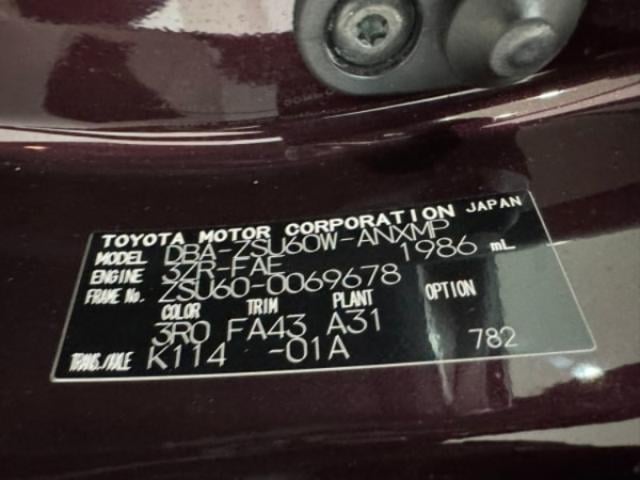 TOYOTA MOTOR CORPORATION JAPAN
MODEL DBA-ZSU60W-ANXMP
ENGINE 3ZR-FAE 1986 mL
FRAME No. ZSU60-0069678
COLOR TRIM PLANT OPTION
3R0 FA43 A31
TRANS./AXLE K114 -01A 782